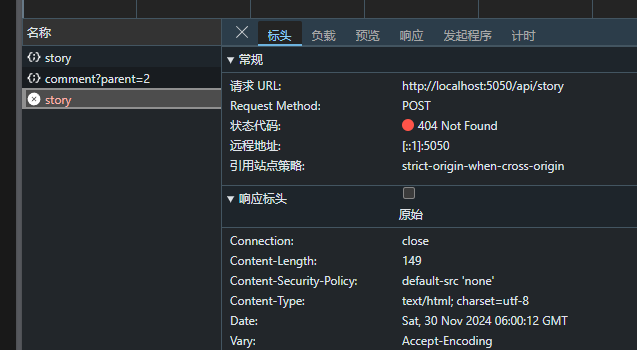 名称
story
comment?parent=2
story
标头 负载 预览 响应 发起程序 计时
常规
请求 URL: http://localhost:5050/api/story
Request Method: POST
状态代码: 404 Not Found
远程地址: [::1]:5050
引用站点策略: strict-origin-when-cross-origin
响应标头
原始
Connection: close
Content-Length: 149
Content-Security-Policy: default-src 'none'
Content-Type: text/html; charset=utf-8
Date: Sat, 30 Nov 2024 06:00:12 GMT
Vary: Accept-Encoding